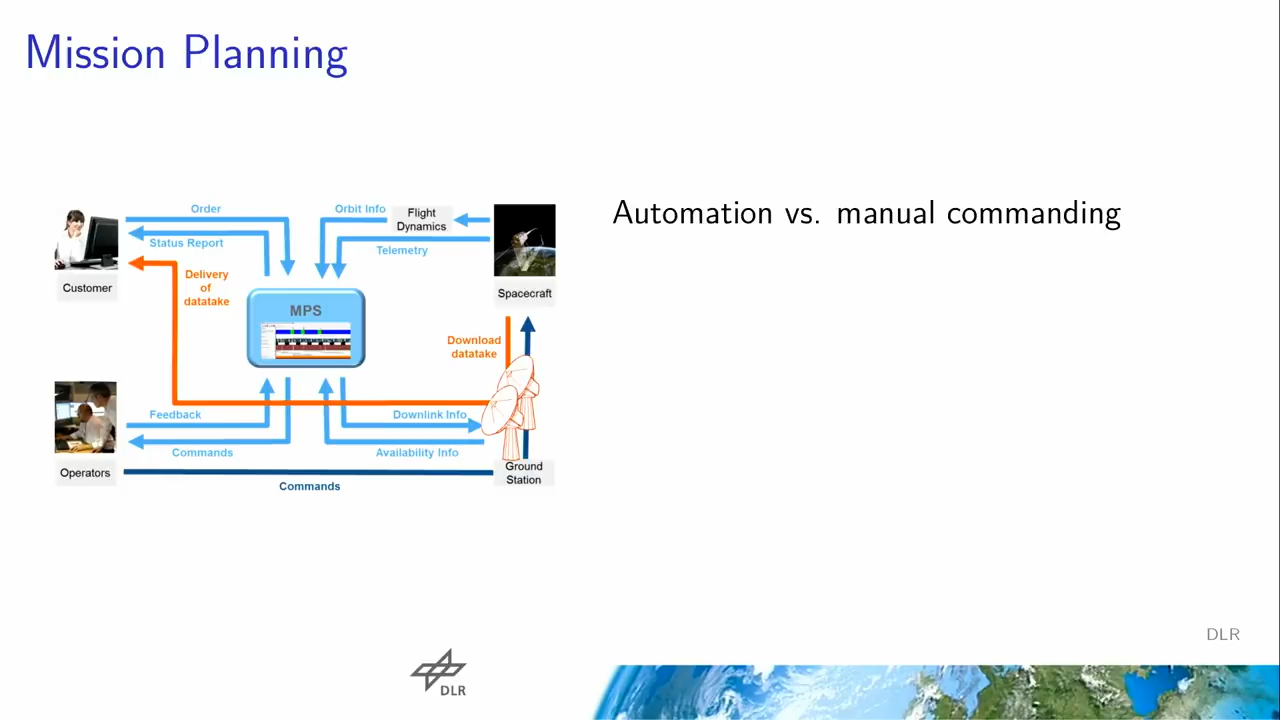 Mission Planning
Automation vs. manual commanding
Order
Status Report
Delivery
of
datatake
Customer
Orbit Info
Flight
Dynamics
Telemetry
Spacecraft
MPS
Download
datatake
Feedback
Commands
Operators
Downlink Info
Availability Info
Ground
Station
Commands
DLR
DLR